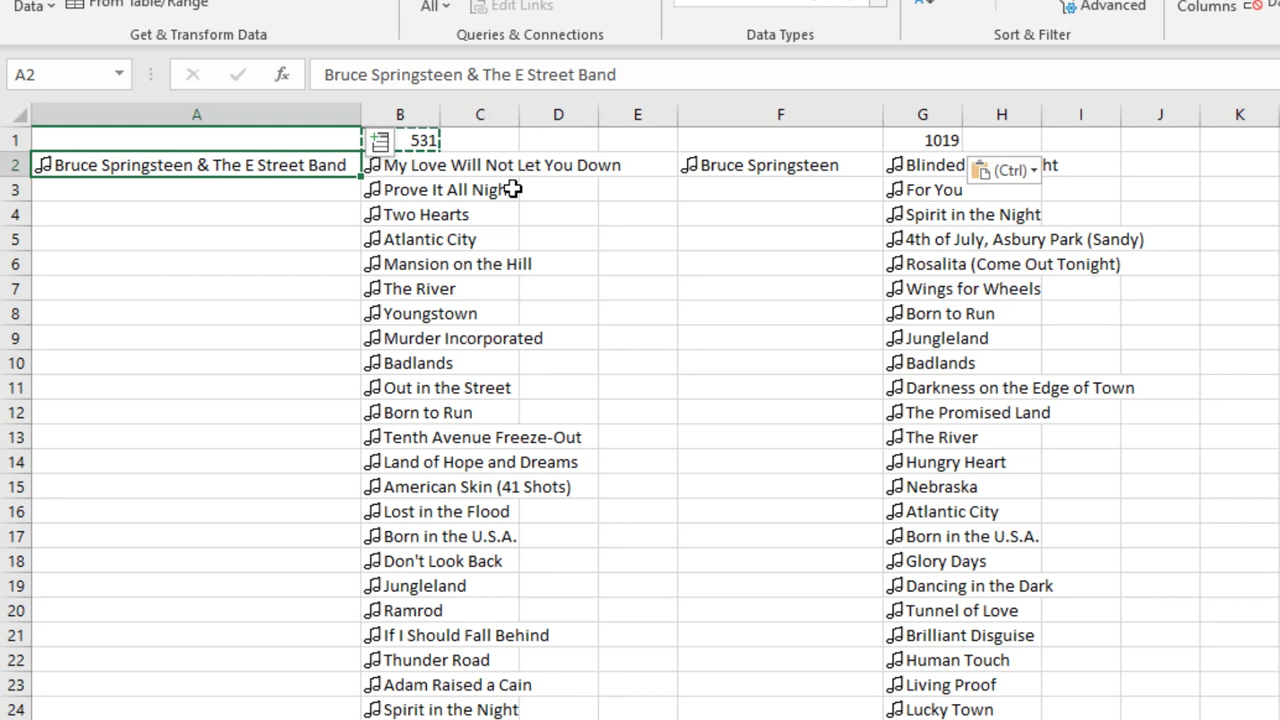 Data From Table/Range All Edit Links Advanced Columns
Get & Transform Data Queries & Connections Data Types Sort & Filter
A2 fx Bruce Springsteen & The E Street Band
A B C D E F G H I J K
1 531 1019
2 Bruce Springsteen & The E Street Band My Love Will Not Let You Down Bruce Springsteen Blinded (Ctrl) ht
3 Prove It All Nigh For You
4 Two Hearts Spirit in the Night
5 Atlantic City 4th of July, Asbury Park (Sandy)
6 Mansion on the Hill Rosalita (Come Out Tonight)
7 The River Wings for Wheels
8 Youngstown Born to Run
9 Murder Incorporated Jungleland
10 Badlands Badlands
11 Out in the Street Darkness on the Edge of Town
12 Born to Run The Promised Land
13 Tenth Avenue Freeze-Out The River
14 Land of Hope and Dreams Hungry Heart
15 American Skin (41 Shots) Nebraska
16 Lost in the Flood Atlantic City
17 Born in the U.S.A. Born in the U.S.A.
18 Don't Look Back Glory Days
19 Jungleland Dancing in the Dark
20 Ramrod Tunnel of Love
21 If I Should Fall Behind Brilliant Disguise
22 Thunder Road Human Touch
23 Adam Raised a Cain Living Proof
24 Spirit in the Night Lucky Town